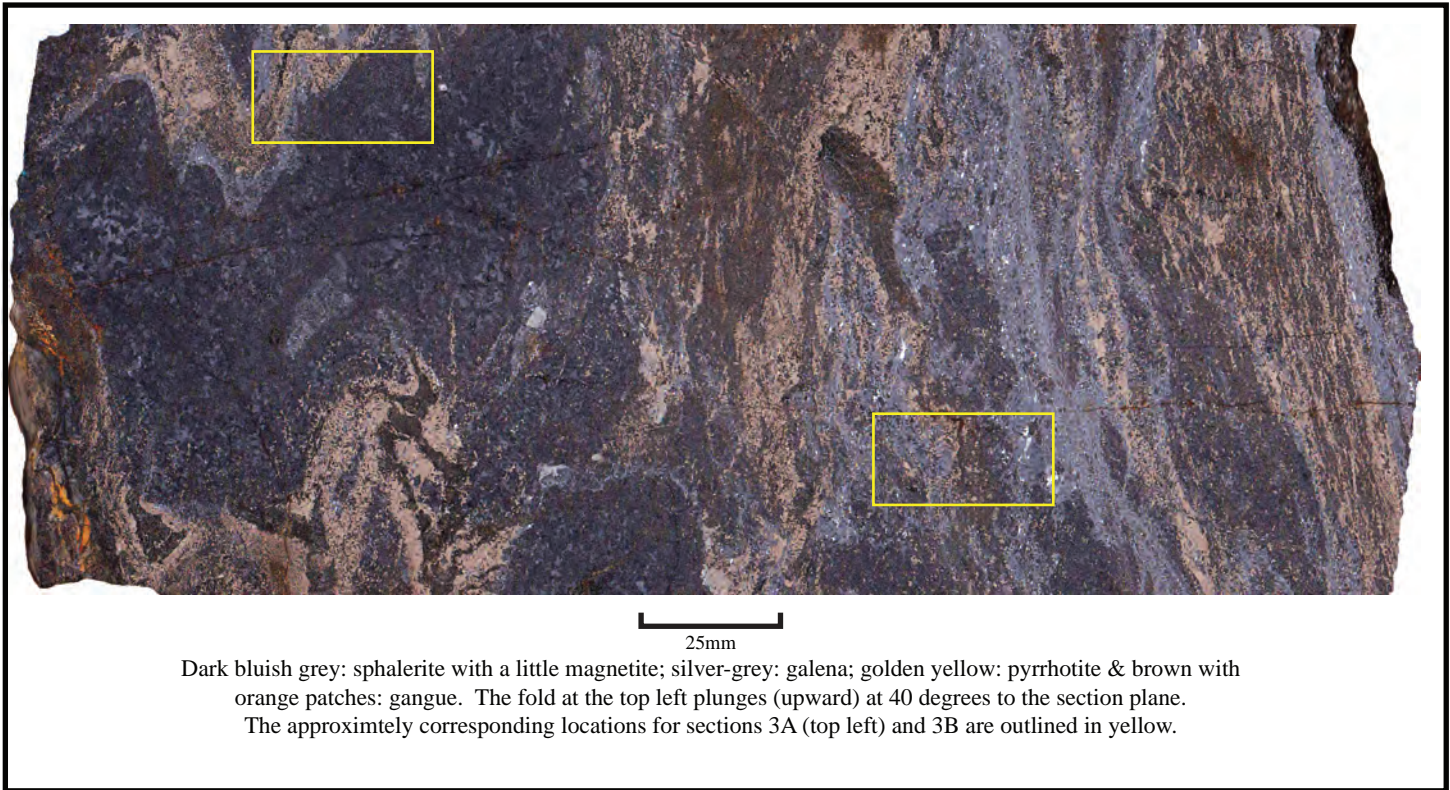 25mm
Dark bluish grey: sphalerite with a little magnetite; silver-grey: galena; golden yellow: pyrrhotite & brown with
orange patches: gangue. The fold at the top left plunges (upward) at 40 degrees to the section plane.
The approximtely corresponding locations for sections 3A (top left) and 3B are outlined in yellow.